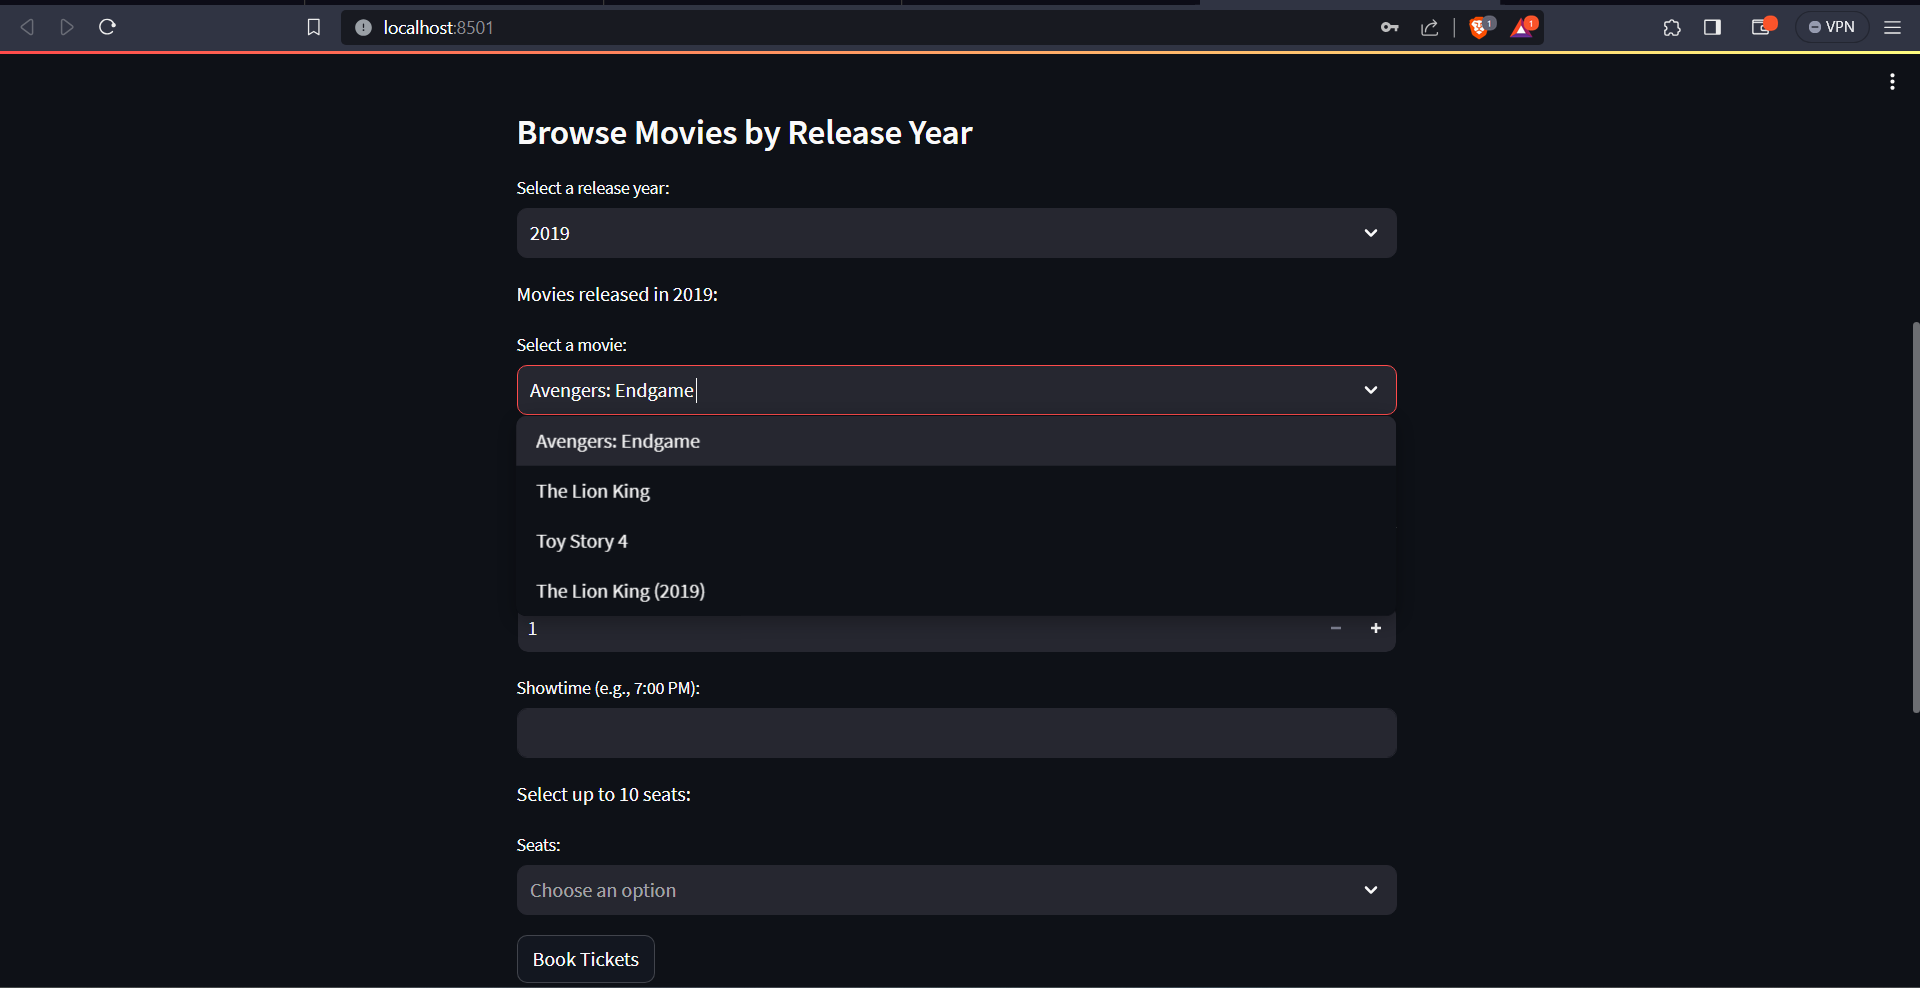 localhost:8501
1
1
VPN
Browse Movies by Release Year
Select a release year:
2019
Movies released in 2019:
Select a movie:
Avengers: Endgame
Avengers: Endgame
The Lion King
Toy Story 4
The Lion King (2019)
1
Showtime (e.g., 7:00 PM):
Select up to 10 seats:
Seats:
Choose an option
Book Tickets